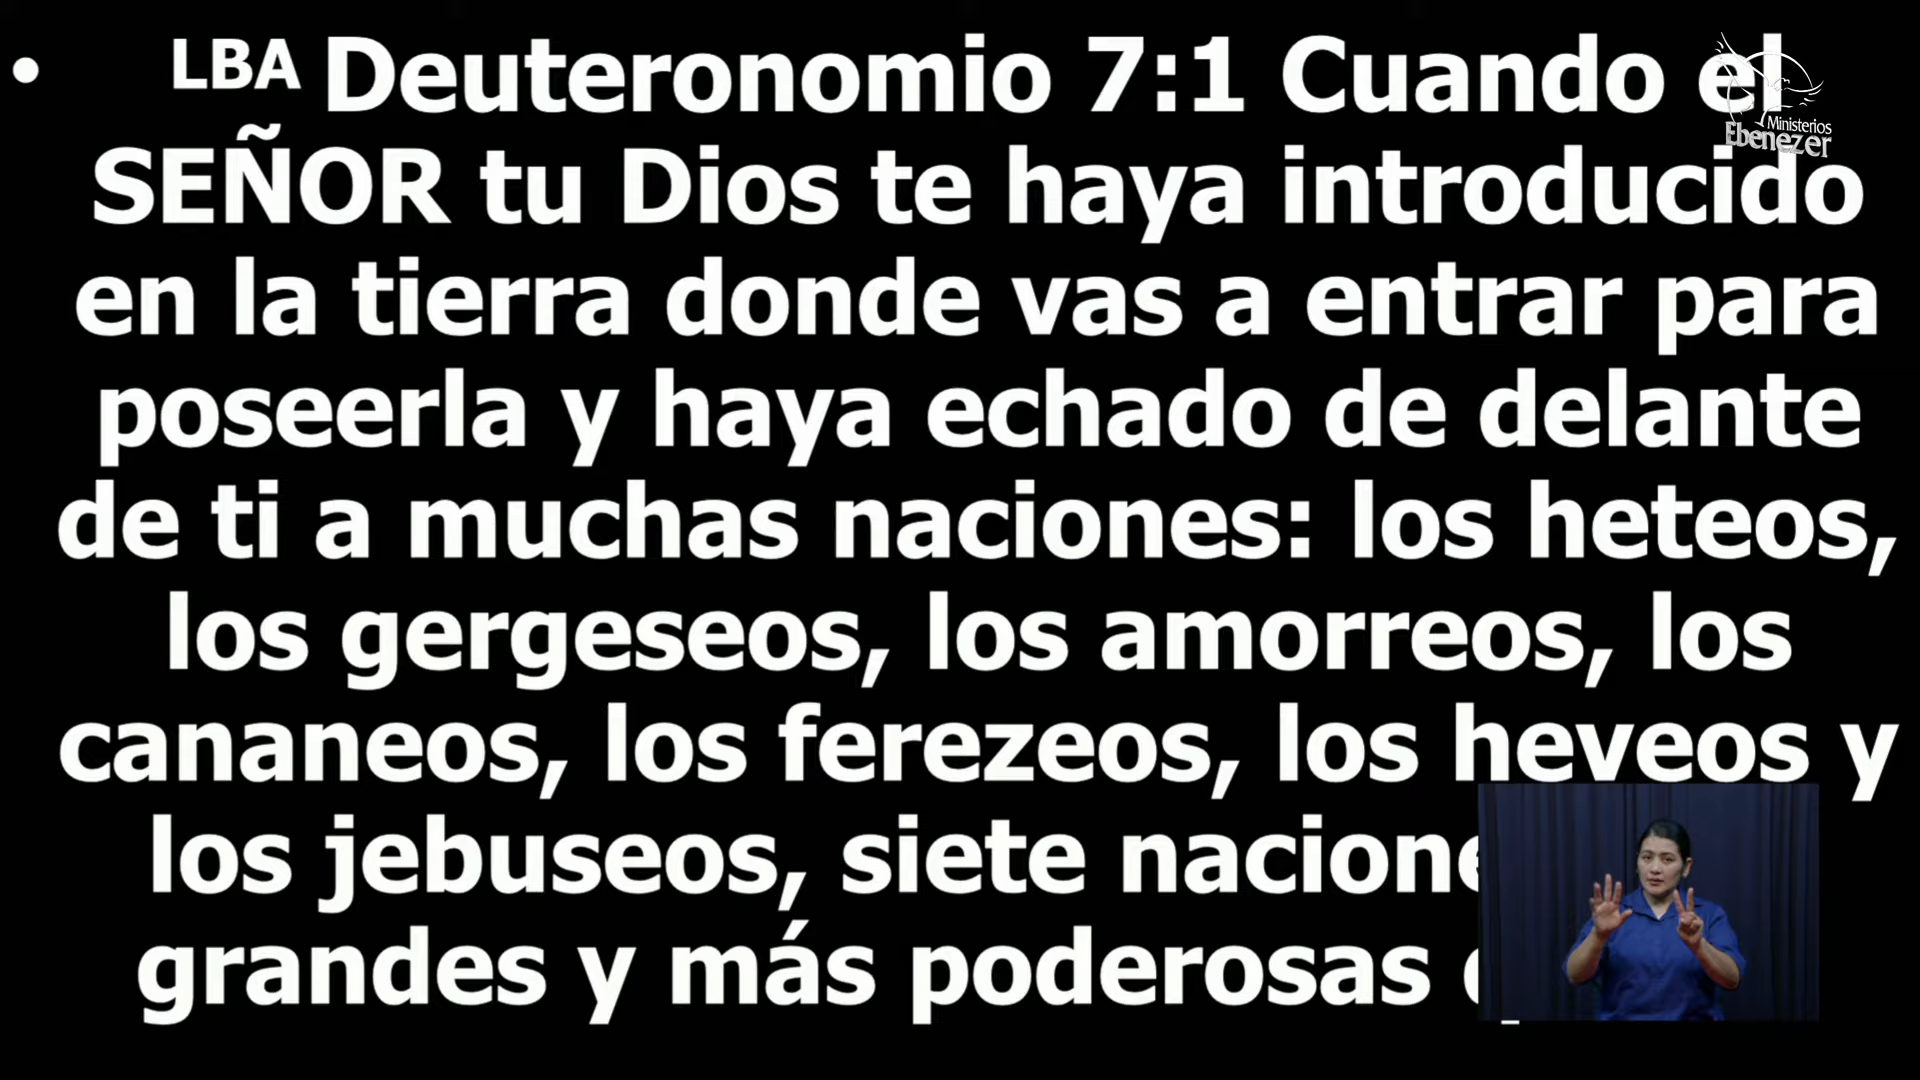 • LBA Deuteronomio 7:1 Cuando el
SEÑOR tu Dios te haya introducido
en la tierra donde vas a entrar para
poseerla y haya echado de delante
de ti a muchas naciones: los heteos,
los gergeseos, los amorreos, los
cananeos, los ferezeos, los heveos y
los jebuseos, siete nacione
grandes y más poderosas
Ministerios
Ebenezer